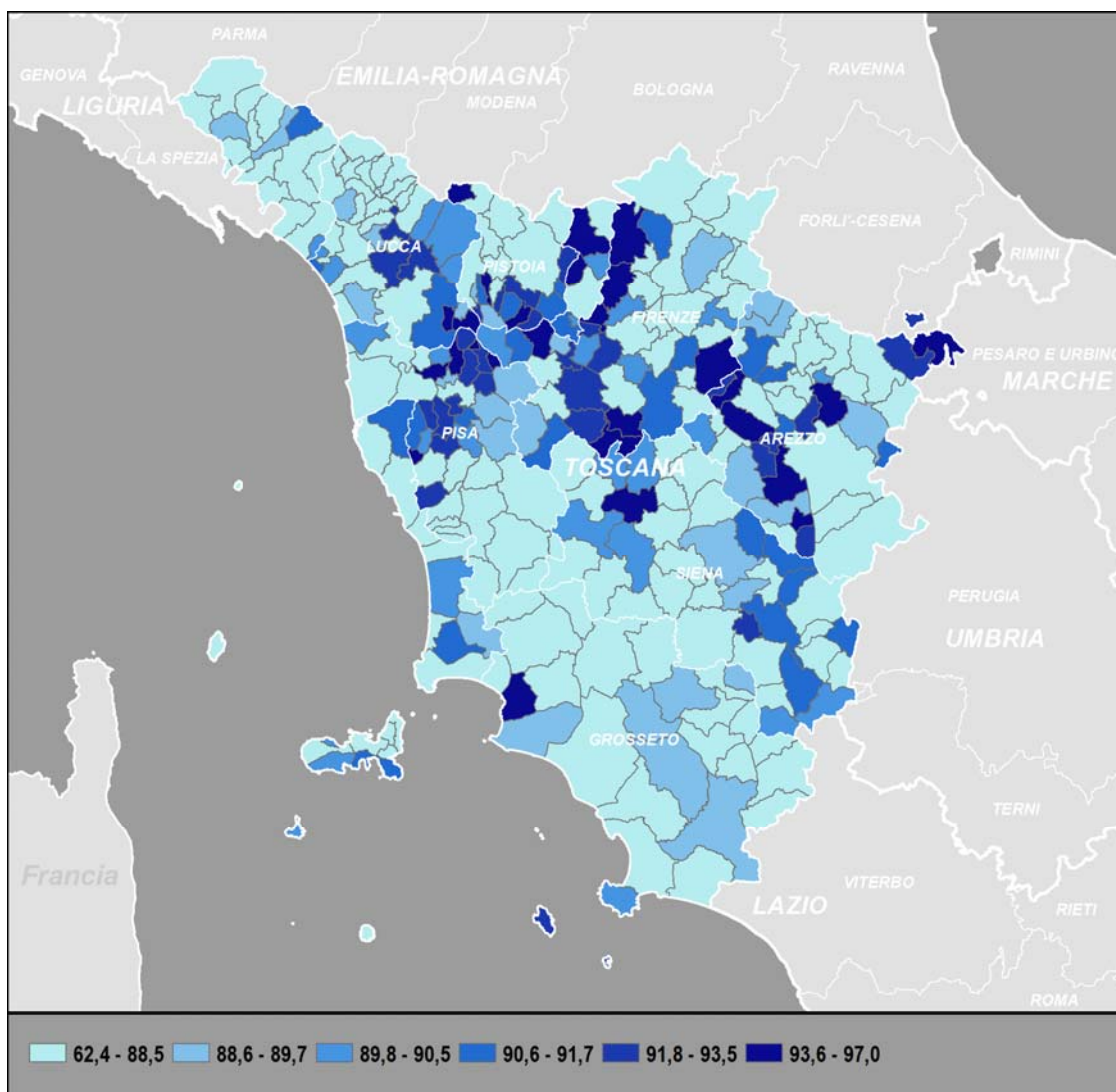 PARMA
GENOVA
EMILIA-ROMAGNA
RAVENNA
MODENA
BOLOGNA
LIGURIA
LA SPEZIA
FORLI'-CESENA
LUCCA
RIMINI
PISTOIA
FIRENZE
PESARO E URBINO
MARCHE
PISA
AREZZO
TOSCANA
SIENA
PERUGIA
UMBRIA
GROSSETO
TERNI
Francia
VITERBO
LAZIO
RIETI
ROMA
62,4 - 88,5 88,6 - 89,7 89,8 - 90,5 90,6 - 91,7 91,8 - 93,5 93,6 - 97,0